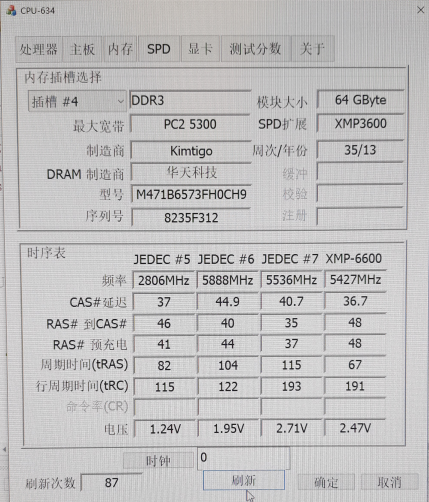 CPU-634
处理器 主板 内存 SPD 显卡 测试分数 关于
内存插槽选择
插槽 #4 DDR3 模块大小 64 GByte
最大宽带 PC2 5300 SPD扩展 XMP3600
制造商 Kimtigo 周次/年份 35/13
DRAM 制造商 华天科技 缓冲
型号 M471B6573FH0CH9 校验
序列号 8235F312 注册
时序表
JEDEC #5 JEDEC #6 JEDEC #7 XMP-6600
频率 2806MHz 5888MHz 5536MHz 5427MHz
CAS#延迟 37 44.9 40.7 36.7
RAS# 到CAS# 46 40 35 48
RAS# 预充电 41 44 37 48
周期时间(tRAS) 82 104 115 67
行周期时间(tRC) 115 122 193 191
命令率(CR)
电压 1.24V 1.95V 2.71V 2.47V
时钟 0
刷新次数 87 刷新 确定 取消